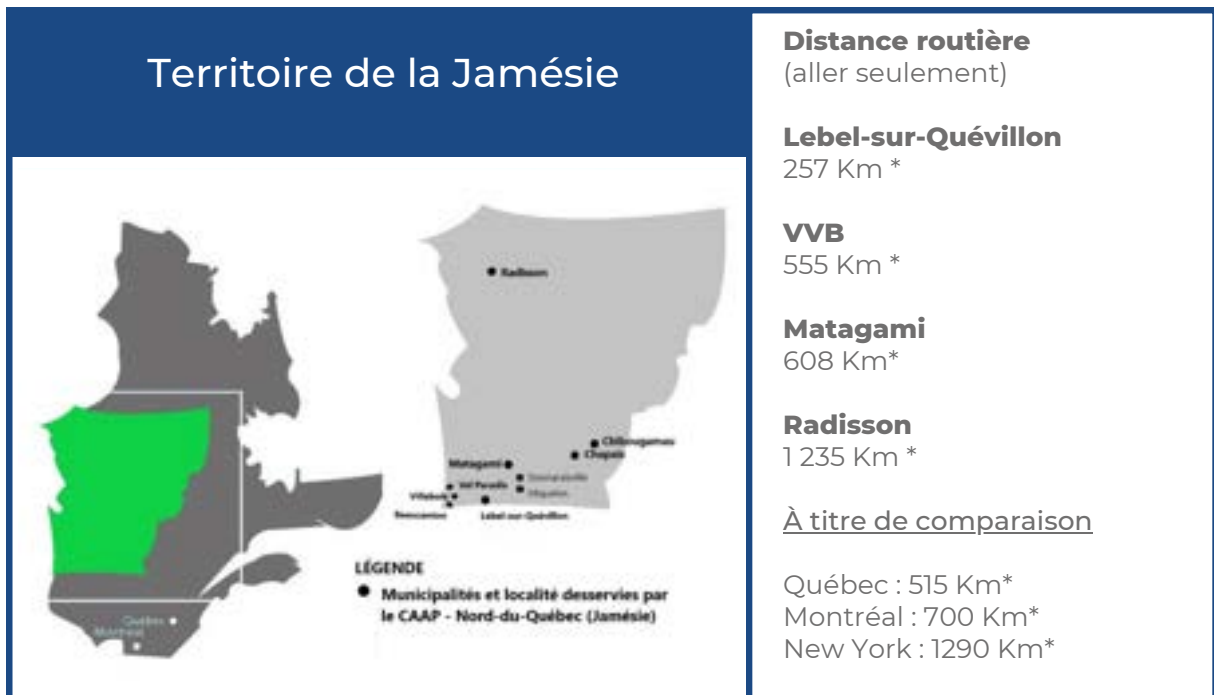 Territoire de la Jamésie
Radisson
Chibougamau
Chapais
Matagami
Val Paradis
Villebois
Beaucanton
Lebel-sur-Quévillon
Québec
Montréal
LÉGENDE
Municipalités et localité desservies par
le CAAP - Nord-du-Québec (Jamésie)
Distance routière
(aller seulement)
Lebel-sur-Quévillon
257 Km *
VVB
555 Km *
Matagami
608 Km*
Radisson
1 235 Km *
À titre de comparaison
Québec : 515 Km*
Montréal : 700 Km*
New York : 1290 Km*